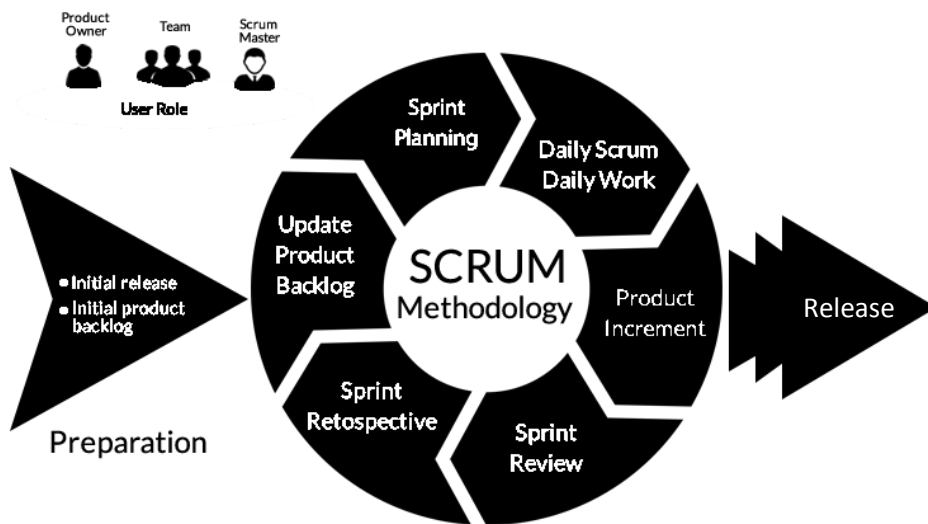 Product
Owner
Team
Scrum
Master
User Role
Sprint
Planning
Daily Scrum
Daily Work
Update
Product
Backlog
SCRUM
Methodology
Product
Increment
Sprint
Retospective
Sprint
Review
• Initial release
• Initial product
backlog
Preparation
Release